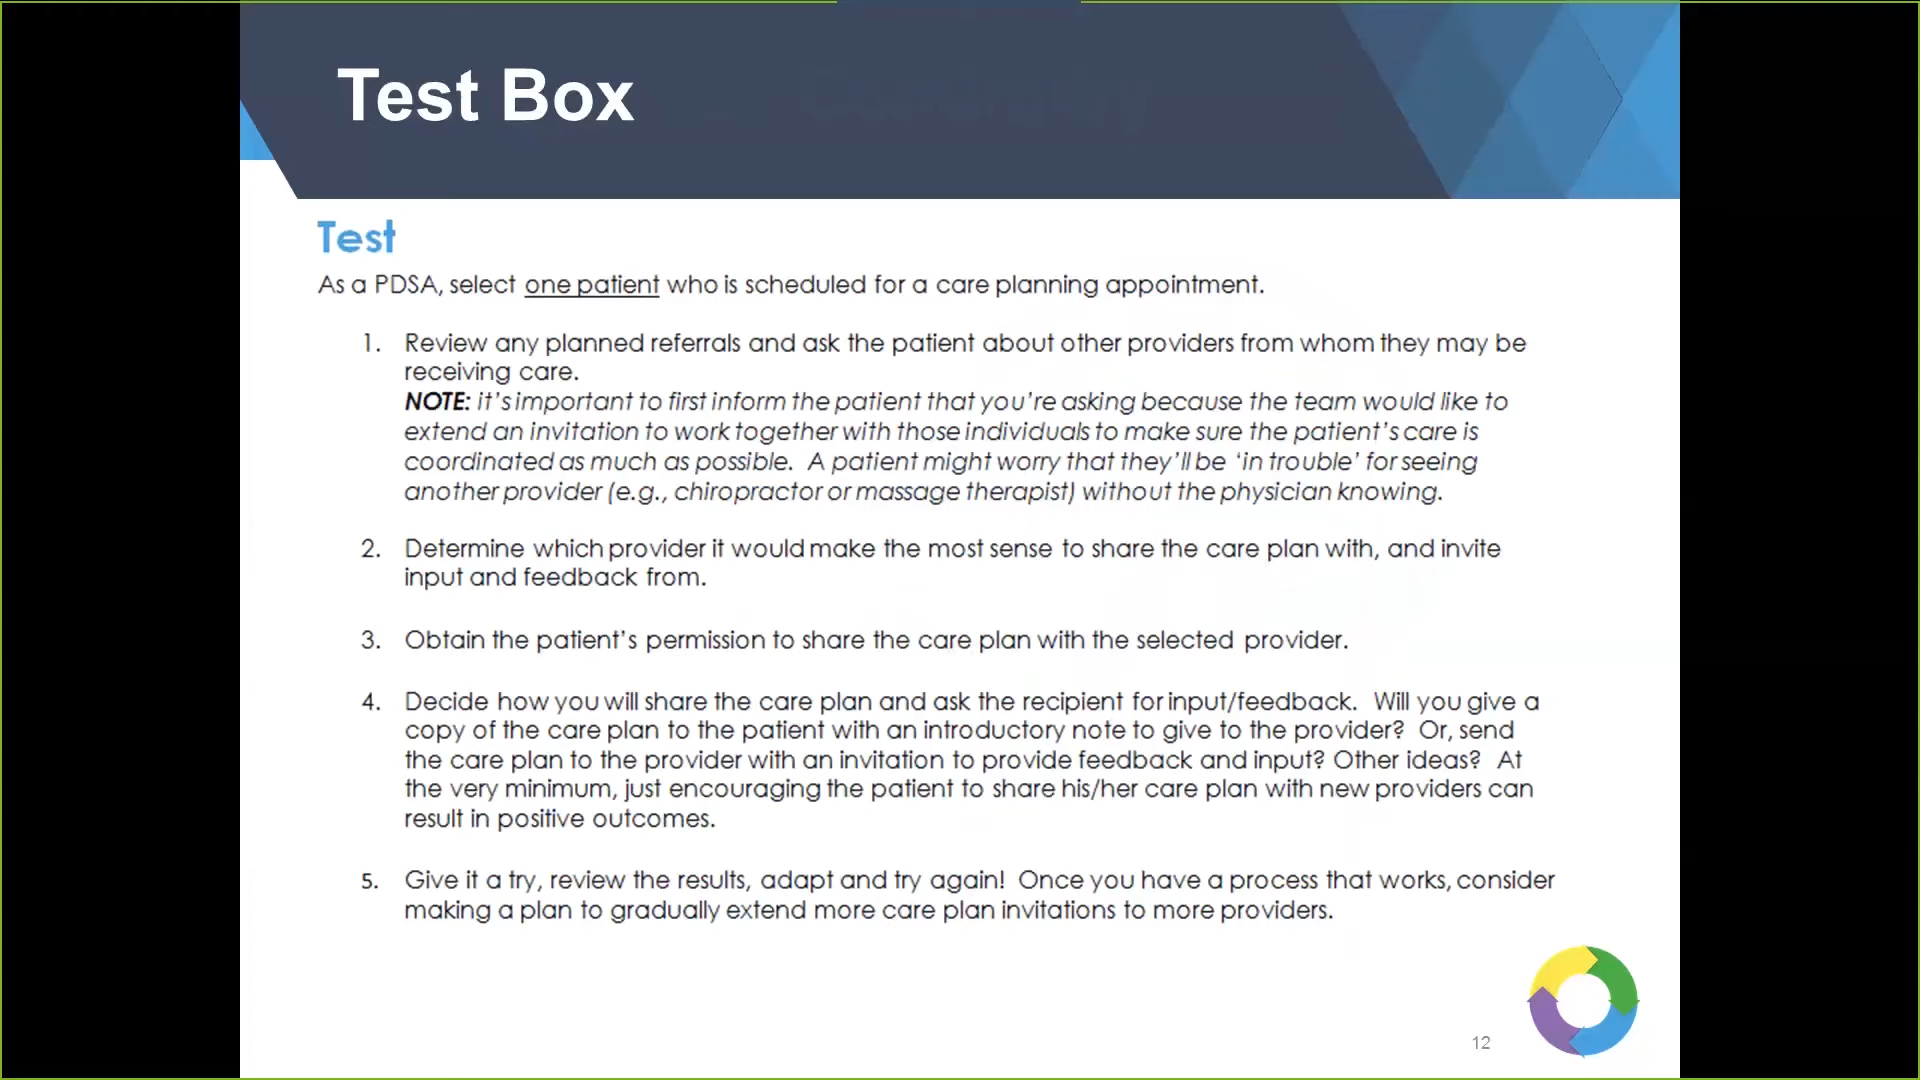 Test Box
Test
As a PDSA, select one patient who is scheduled for a care planning appointment.
1. Review any planned referrals and ask the patient about other providers from whom they may be
receiving care.
NOTE: it's important to first inform the patient that you're asking because the team would like to
extend an invitation to work together with those individuals to make sure the patient's care is
coordinated as much as possible. A patient might worry that they'll be 'in trouble' for seeing
another provider (e.g., chiropractor or massage therapist) without the physician knowing.
2. Determine which provider it would make the most sense to share the care plan with, and invite
input and feedback from.
3. Obtain the patient's permission to share the care plan with the selected provider.
4. Decide how you will share the care plan and ask the recipient for input/feedback. Will you give a
copy of the care plan to the patient with an introductory note to give to the provider? Or, send
the care plan to the provider with an invitation to provide feedback and input? Other ideas? At
the very minimum, just encouraging the patient to share his/her care plan with new providers can
result in positive outcomes.
5. Give it a try, review the results, adapt and try again! Once you have a process that works, consider
making a plan to gradually extend more care plan invitations to more providers.
12